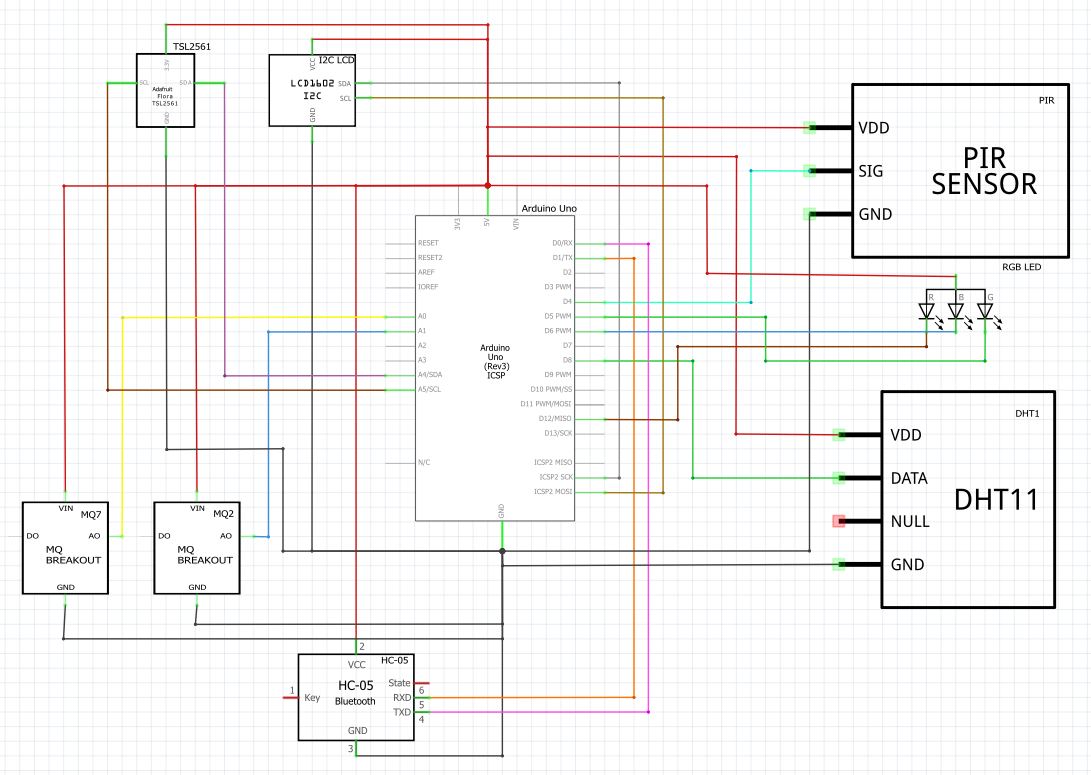 TSL2561
3.3V
SCL
SDA
Adafruit
Flora
TSL2561
GND
I2C LCD
VCC
LCD1602
I2C
SDA
SCL
GND
PIR
VDD
SIG
GND
PIR
SENSOR
Arduino Uno
3V3
5V
VIN
RESET
RESET2
AREF
IOREF
A0
A1
A2
A3
A4/SDA
A5/SCL
N/C
Arduino
Uno
(Rev3)
ICSP
D0/RX
D1/TX
D2
D3 PWM
D4
D5 PWM
D6 PWM
D7
D8
D9 PWM
D10 PWM/SS
D11 PWM/MOSI
D12/MISO
D13/SCK
ICSP2 MISO
ICSP2 SCK
ICSP2 MOSI
GND
RGB LED
R
B
G
DHT1
VDD
DATA
NULL
GND
DHT11
VIN
MQ7
DO
AO
MQ
BREAKOUT
GND
VIN
MQ2
DO
AO
MQ
BREAKOUT
GND
2
VCC
HC-05
HC-05
Bluetooth
1
Key
State
6
RXD
5
TXD
4
GND
3